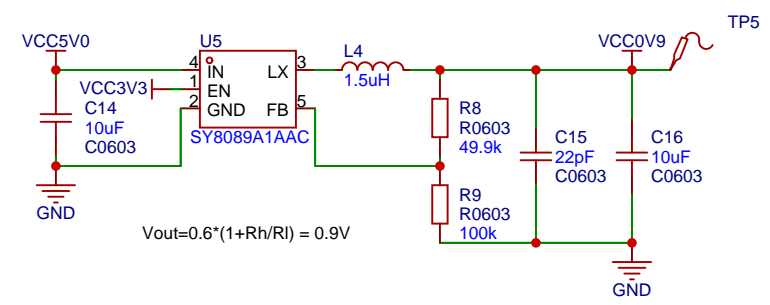 TP5
VCC5V0
U5
L4
VCC0V9
4
IN
LX
3
1.5uH
VCC3V3
1
EN
2
GND
FB
5
SY8089A1AAC
C14
10uF
C0603
GND
R8
R0603
49.9k
C15
22pF
C0603
C16
10uF
C0603
R9
R0603
100k
Vout=0.6*(1+Rh/Rl) = 0.9V
GND